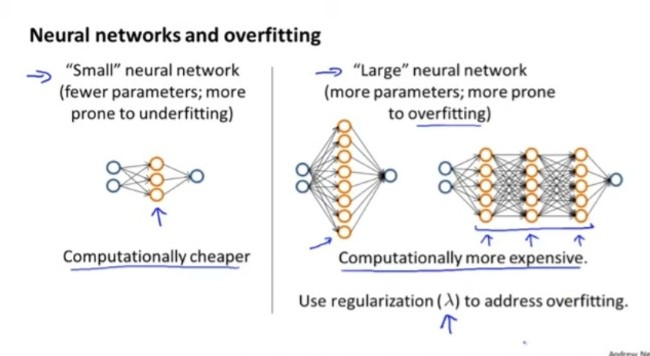 Neural networks and overfitting
“Small” neural network
(fewer parameters; more
prone to underfitting)
Computationally cheaper
“Large” neural network
(more parameters; more prone
to overfitting)
Computationally more expensive.
Use regularization (λ) to address overfitting.
Andrew